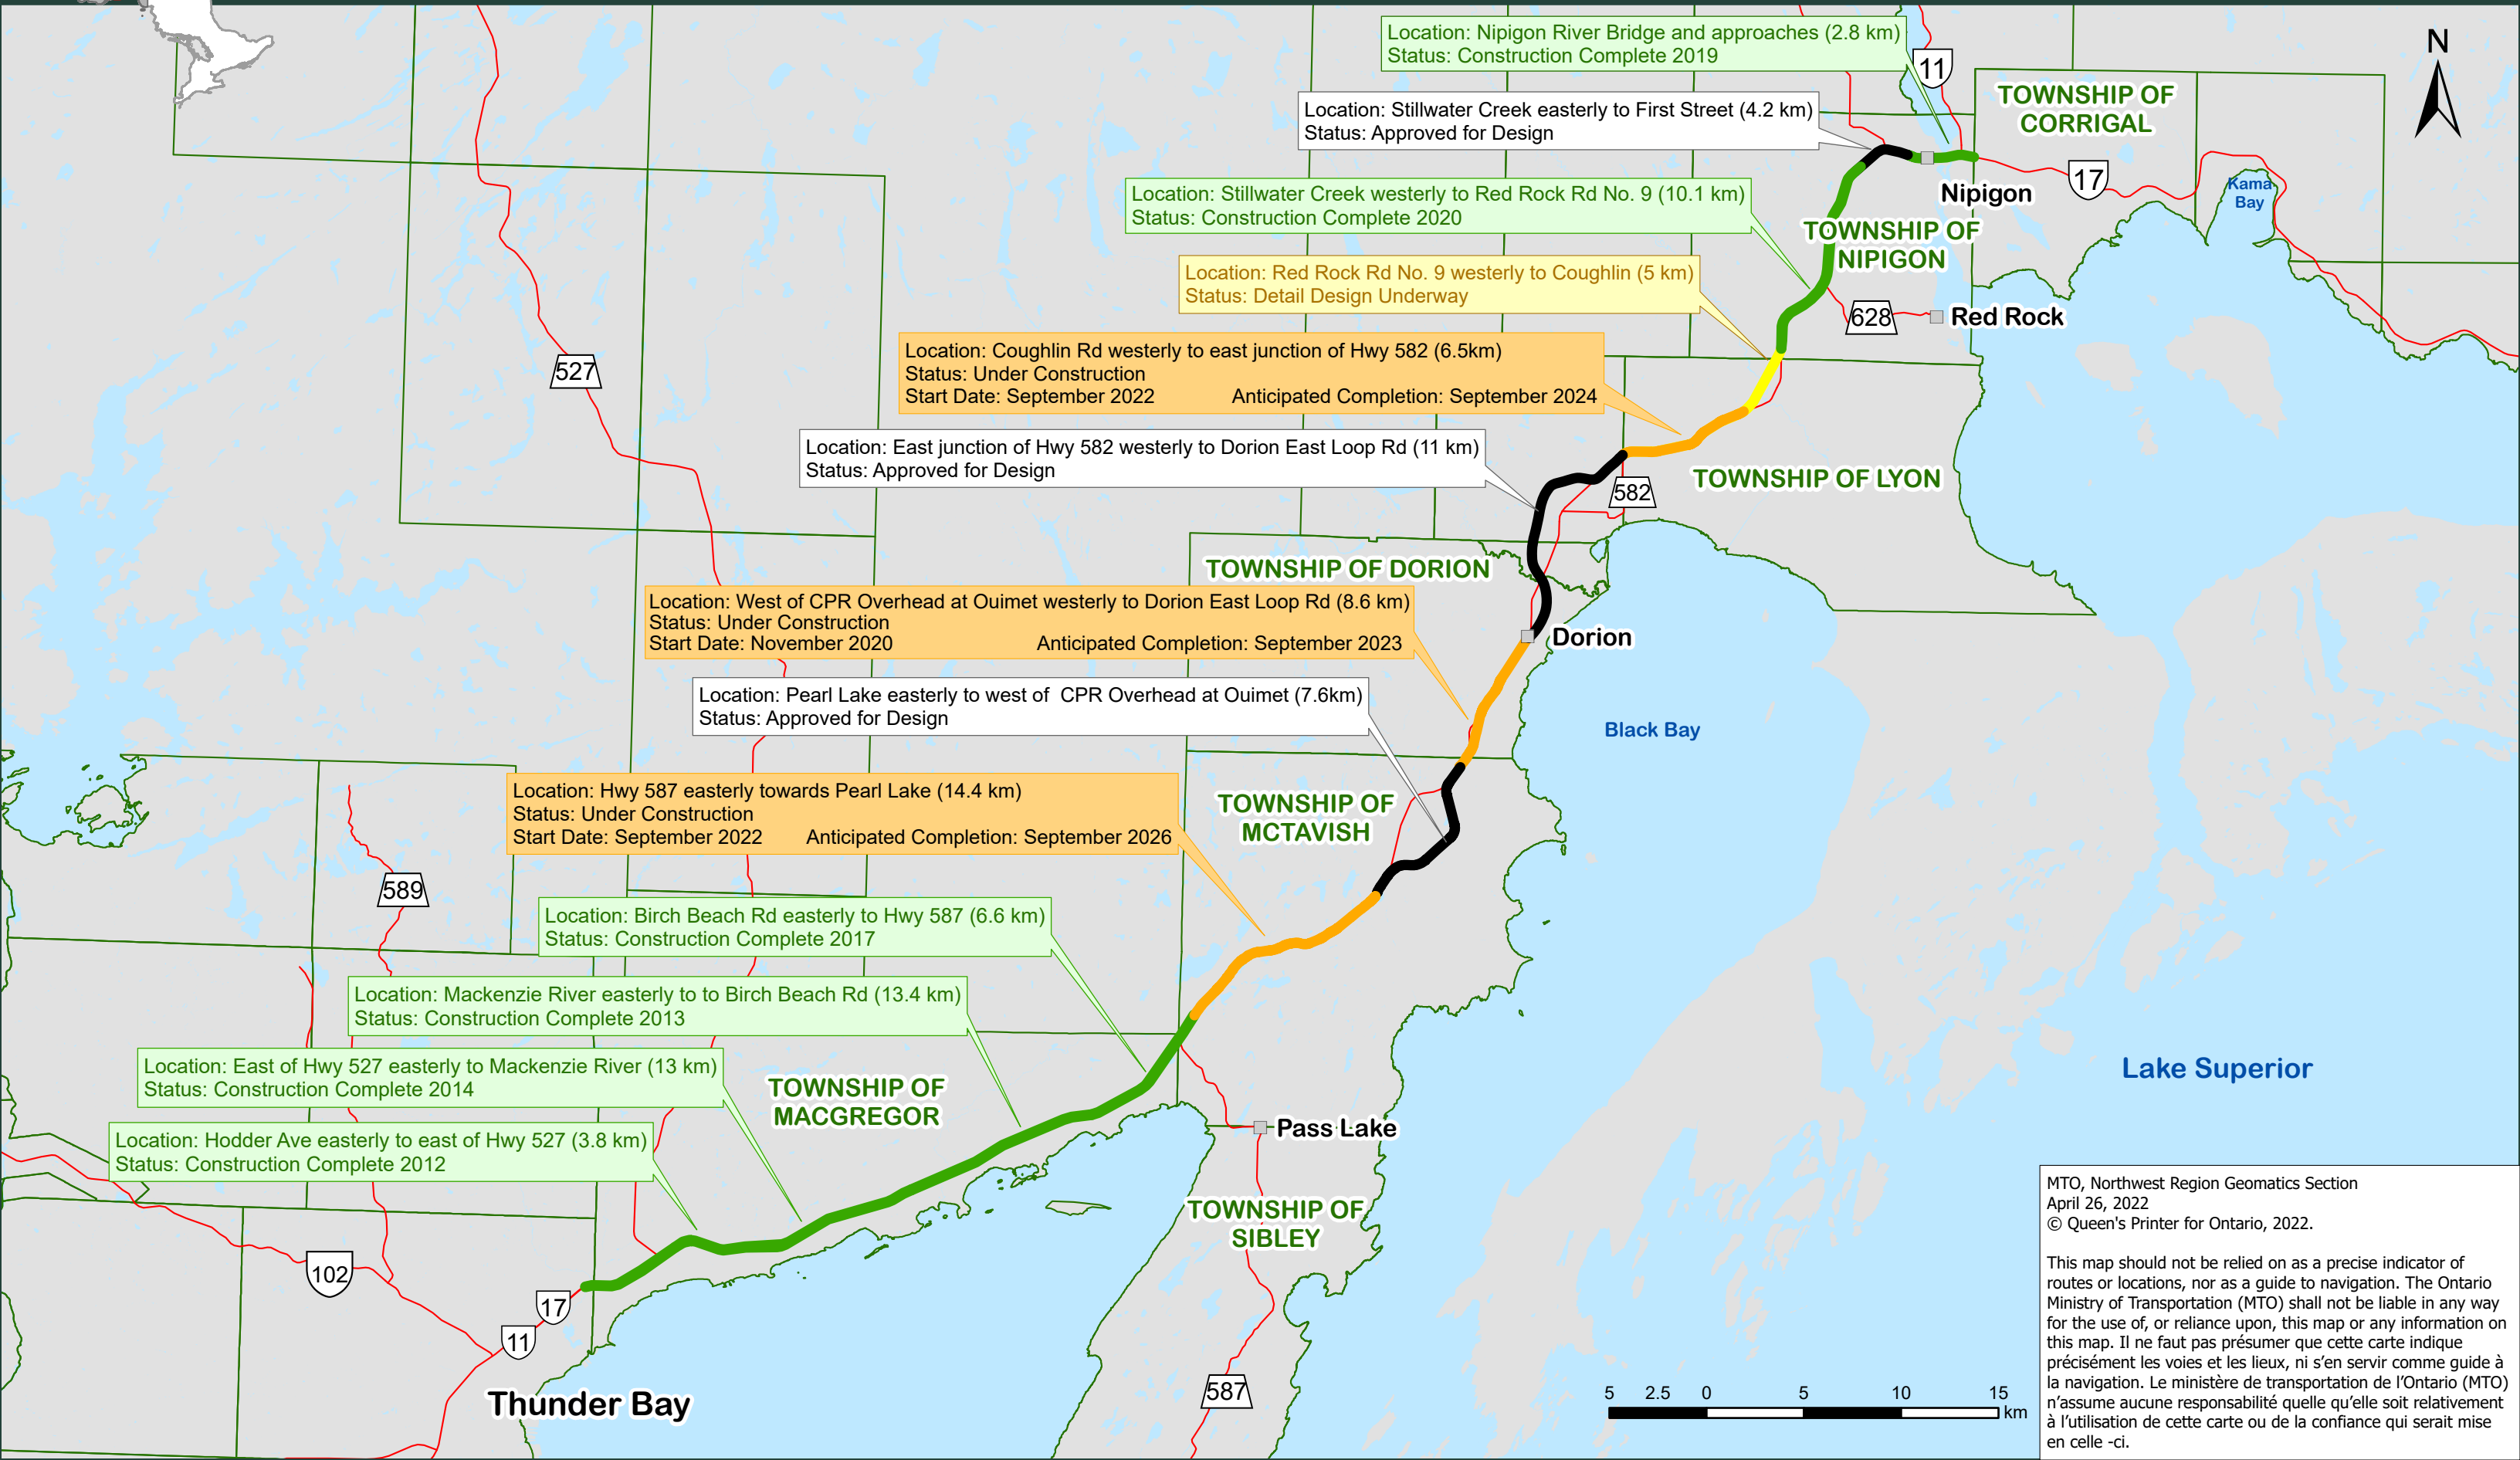 Location: Nipigon River Bridge and approaches (2.8 km)
Status: Construction Complete 2019
11
N
TOWNSHIP OF
CORRIGAL
Location: Stillwater Creek easterly to First Street (4.2 km)
Status: Approved for Design
17
Kama
Bay
Nipigon
Location: Stillwater Creek westerly to Red Rock Rd No. 9 (10.1 km)
Status: Construction Complete 2020
TOWNSHIP OF
NIPIGON
Location: Red Rock Rd No. 9 westerly to Coughlin (5 km)
Status: Detail Design Underway
628
Red Rock
527
Location: Coughlin Rd westerly to east junction of Hwy 582 (6.5km)
Status: Under Construction
Start Date: September 2022 Anticipated Completion: September 2024
Location: East junction of Hwy 582 westerly to Dorion East Loop Rd (11 km)
Status: Approved for Design
582
TOWNSHIP OF LYON
TOWNSHIP OF DORION
Location: West of CPR Overhead at Ouimet westerly to Dorion East Loop Rd (8.6 km)
Status: Under Construction
Start Date: November 2020 Anticipated Completion: September 2023
Dorion
Location: Pearl Lake easterly to west of  CPR Overhead at Ouimet (7.6km)
Status: Approved for Design
Black Bay
Location: Hwy 587 easterly towards Pearl Lake (14.4 km)
Status: Under Construction
Start Date: September 2022 Anticipated Completion: September 2026
TOWNSHIP OF
MCTAVISH
589
Location: Birch Beach Rd easterly to Hwy 587 (6.6 km)
Status: Construction Complete 2017
Location: Mackenzie River easterly to to Birch Beach Rd (13.4 km)
Status: Construction Complete 2013
Location: East of Hwy 527 easterly to Mackenzie River (13 km)
Status: Construction Complete 2014
TOWNSHIP OF
MACGREGOR
Lake Superior
Location: Hodder Ave easterly to east of Hwy 527 (3.8 km)
Status: Construction Complete 2012
Pass Lake
TOWNSHIP OF
SIBLEY
102
17
11
Thunder Bay
587
5 2.5 0 5 10 15
km
MTO, Northwest Region Geomatics Section
April 26, 2022
© Queen's Printer for Ontario, 2022.
This map should not be relied on as a precise indicator of
routes or locations, nor as a guide to navigation. The Ontario
Ministry of Transportation (MTO) shall not be liable in any way
for the use of, or reliance upon, this map or any information on
this map. Il ne faut pas présumer que cette carte indique
précisément les voies et les lieux, ni s’en servir comme guide à
la navigation. Le ministère de transportation de l’Ontario (MTO)
n’assume aucune responsabilité quelle qu’elle soit relativement
à l’utilisation de cette carte ou de la confiance qui serait mise
en celle -ci.